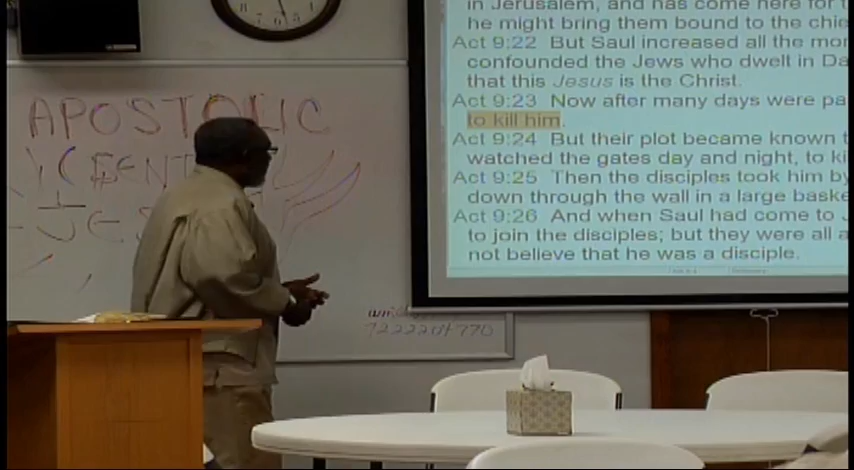 APOSTOLIC
in Jerusalem, and has come here for t
he might bring them bound to the chie
Act 9:22 But Saul increased all the mor
confounded the Jews who dwelt in Da
that this Jesus is the Christ.
Act 9:23 Now after many days were pa
to kill him.
Act 9:24 But their plot became known t
watched the gates day and night, to ki
Act 9:25 Then the disciples took him by
down through the wall in a large baske
Act 9:26 And when Saul had come to J
to join the disciples; but they were all a
not believe that he was a disciple.